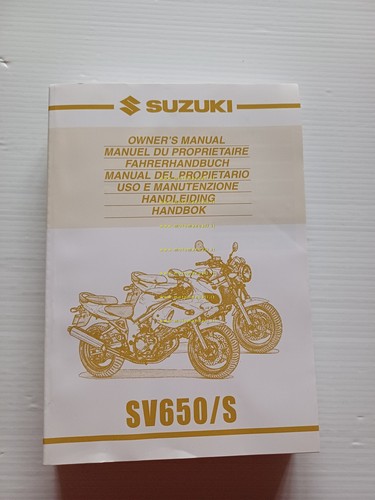 SUZUKI
OWNER'S MANUAL
MANUEL DU PROPRIETAIRE
FAHRERHANDBUCH
MANUAL DEL PROPIETARIO
USO E MANUTENZIONE
HANDLEIDING
HANDBOK
SV650/S